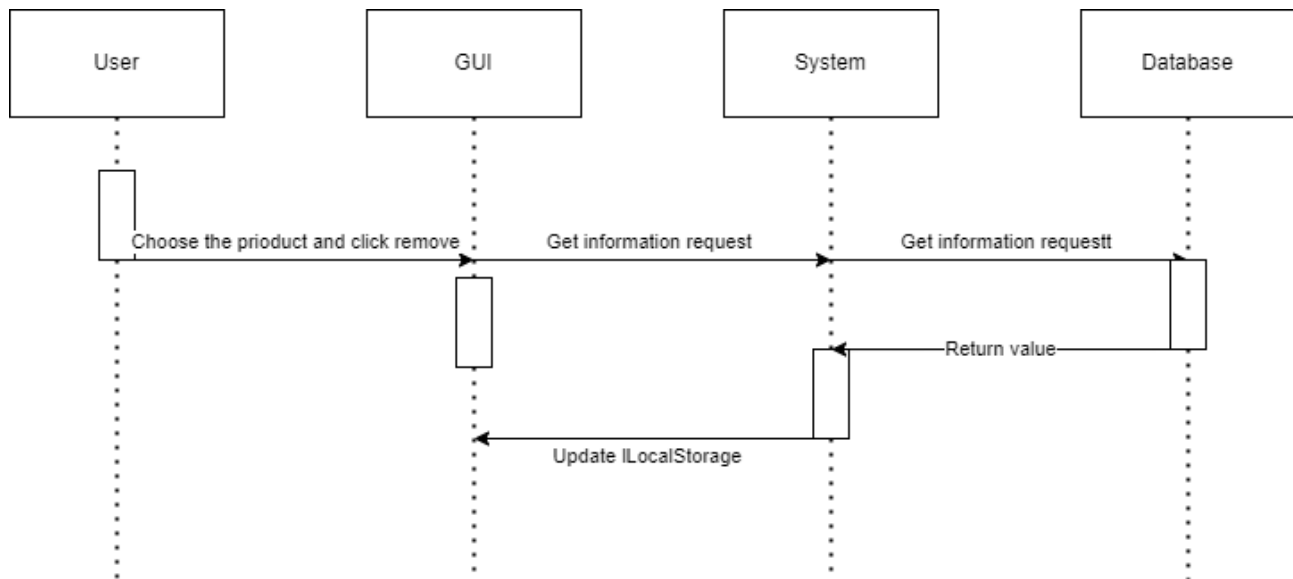 User
GUI
System
Database
Choose the prioduct and click remove
Get information request
Get information requestt
Return value
Update lLocalStorage